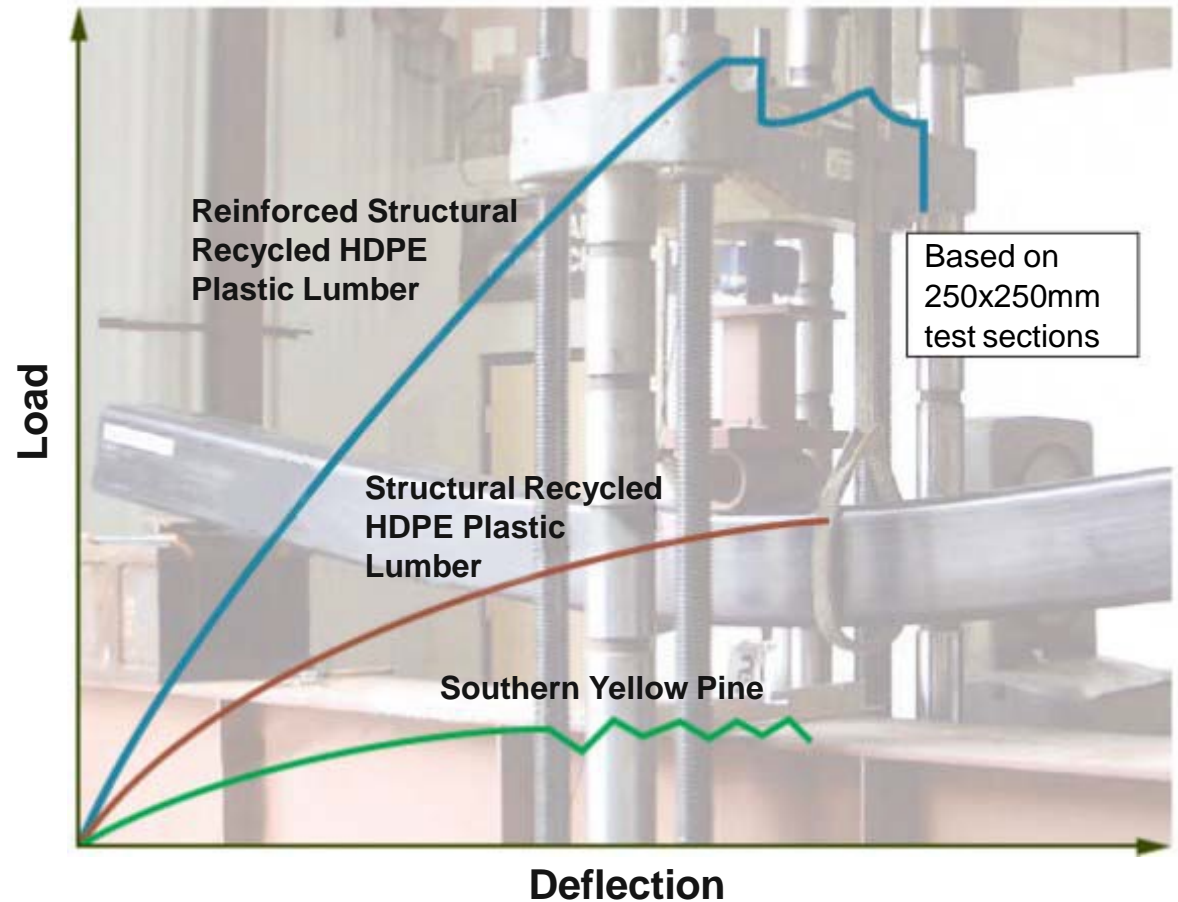 Reinforced Structural
Recycled HDPE
Plastic Lumber
Based on
250x250mm
test sections
Load
Structural Recycled
HDPE Plastic
Lumber
Southern Yellow Pine
Deflection